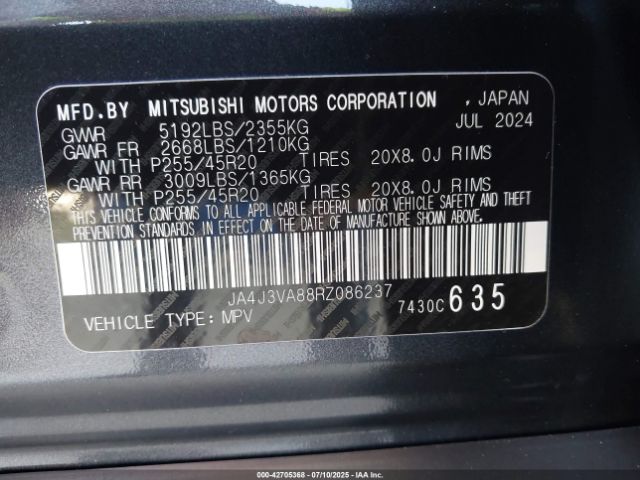 MFD.BY MITSUBISHI MOTORS CORPORATION , JAPAN
GVWR 5192LBS/2355KG JUL 2024
GAWR FR 2668LBS/1210KG
WITH P255/45R20 TIRES 20X8.0J RIMS
GAWR RR 3009LBS/1365KG
WITH P255/45R20 TIRES 20X8.0J RIMS
THIS VEHICLE CONFORMS TO ALL APPLICABLE FEDERAL MOTOR VEHICLE SAFETY AND THEFT
PREVENTION STANDARDS IN EFFECT ON THE DATE OF MANUFACTURE SHOWN ABOVE.
JA4J3VA88RZ086237 7430C 635
VEHICLE TYPE: MPV
000-42705368 - 07/10/2025 - IAAI.COM